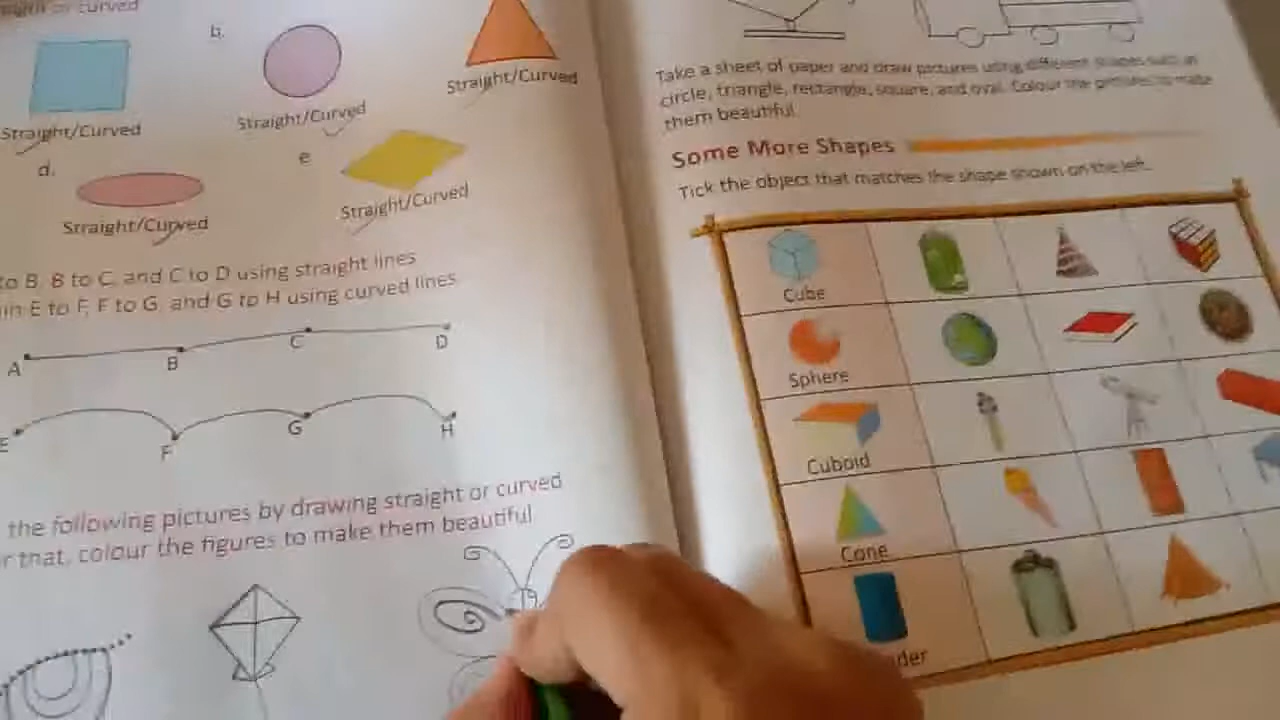 or curved
b.
Straight/Curved
Straight/Curved
Straight/Curved
d.
e
Straight/Curved
Straight/Curved
to B, B to C, and C to D using straight lines
in E to F, F to G, and G to H using curved lines
A
B
C
D
E
F
G
H
the following pictures by drawing straight or curved
r that, colour the figures to make them beautiful
Take a sheet of paper and draw pictures using different shapes such as
circle, triangle, rectangle, square, and oval. Colour the pictures to make
them beautiful.
Some More Shapes
Tick the object that matches the shape shown on the left.
Cube
Sphere
Cuboid
Cone
der